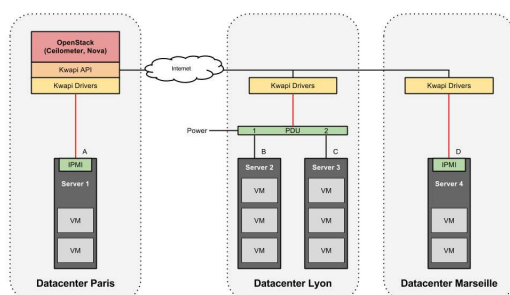 OpenStack
(Ceilometer, Nova)
Kwapi API
Kwapi Drivers
Internet
Kwapi Drivers
Kwapi Drivers
Power
1 PDU 2
A
B
C
D
IPMI
Server 1
VM
VM
Server 2
VM
VM
VM
Server 3
VM
VM
VM
IPMI
Server 4
VM
VM
Datacenter Paris
Datacenter Lyon
Datacenter Marseille